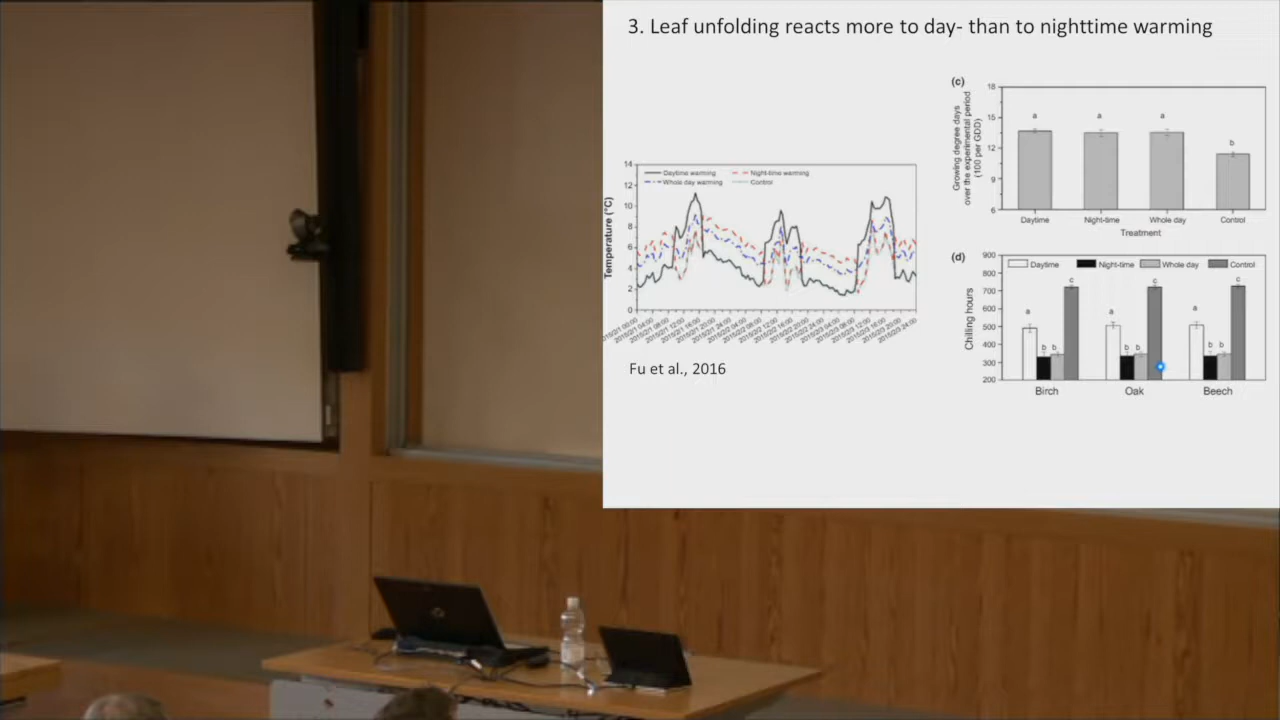 3. Leaf unfolding reacts more to day- than to nighttime warming
14
12
10
8
6
4
2
0
Temperature (°C)
Daytime warming
Night-time warming
Whole day warming
Control
Fu et al., 2016
(c)
18
15
12
9
6
Growing degree days
over the experimental period
(100 per GDD)
a
a
a
b
Daytime
Night-time
Whole day
Control
Treatment
(d)
900
800
700
600
500
400
300
200
Chilling hours
Daytime
Night-time
Whole day
Control
a
b
b
c
a
b
b
c
a
b
b
c
Birch
Oak
Beech